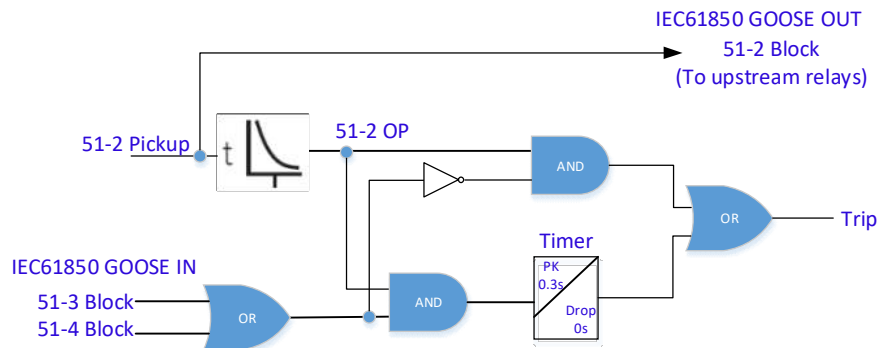 IEC61850 GOOSE OUT
51-2 Block
(To upstream relays)
51-2 Pickup
t
51-2 OP
AND
OR
Trip
Timer
PK
0.3s
Drop
0s
IEC61850 GOOSE IN
51-3 Block
51-4 Block
OR
AND